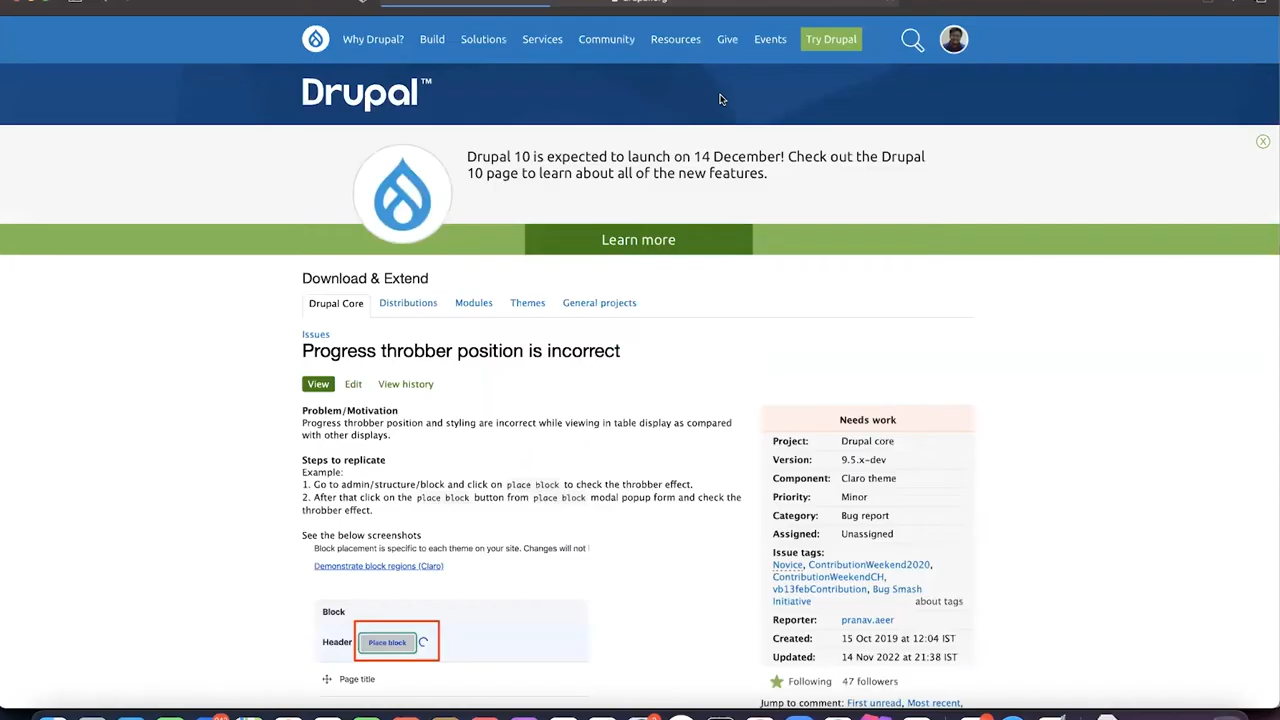 Why Drupal? Build Solutions Services Community Resources Give Events Try Drupal
Drupal™
Drupal 10 is expected to launch on 14 December! Check out the Drupal
10 page to learn about all of the new features.
Learn more
Download & Extend
Drupal Core Distributions Modules Themes General projects
Issues
Progress throbber position is incorrect
View Edit View history
Problem/Motivation
Progress throbber position and styling are incorrect while viewing in table display as compared
with other displays.
Steps to replicate
Example:
1. Go to admin/structure/block and click on place block to check the throbber effect.
2. After that click on the place block button from place block modal popup form and check the
throbber effect.
See the below screenshots
Block placement is specific to each theme on your site. Changes will not
Demonstrate block regions (Claro)
Block
Header Place block
Page title
Needs work
Project: Drupal core
Version: 9.5.x-dev
Component: Claro theme
Priority: Minor
Category: Bug report
Assigned: Unassigned
Issue tags:
Novice, ContributionWeekend2020,
ContributionWeekendCH,
vb13febContribution, Bug Smash
Initiative about tags
Reporter: pranav.aeer
Created: 15 Oct 2019 at 12:04 IST
Updated: 14 Nov 2022 at 21:38 IST
Following 47 followers
Jump to comment: First unread, Most recent,